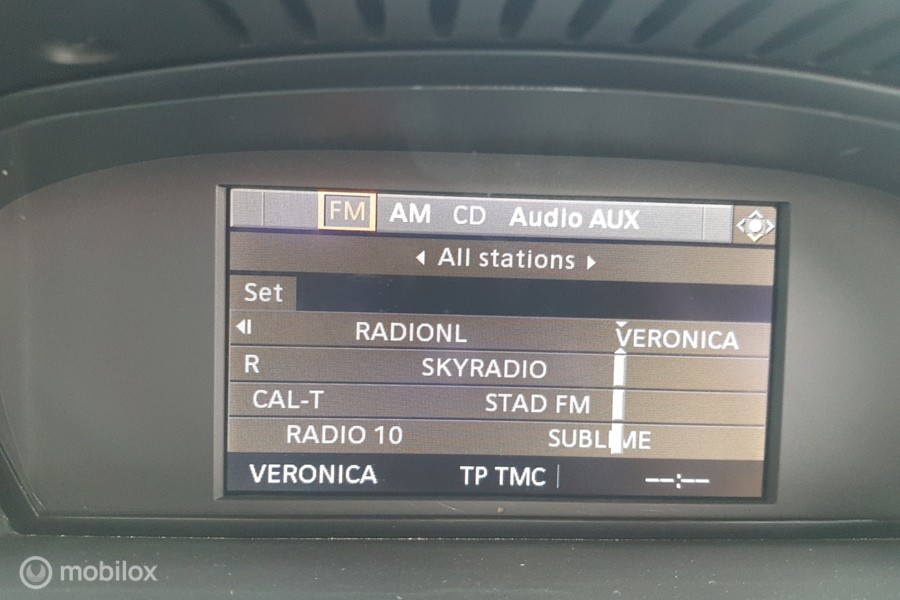 FM AM CD Audio AUX
All stations
Set
RADIONL VERONICA
R SKYRADIO
CAL-T STAD FM
RADIO 10 SUBLIME
VERONICA TP TMC --:--
mobilox